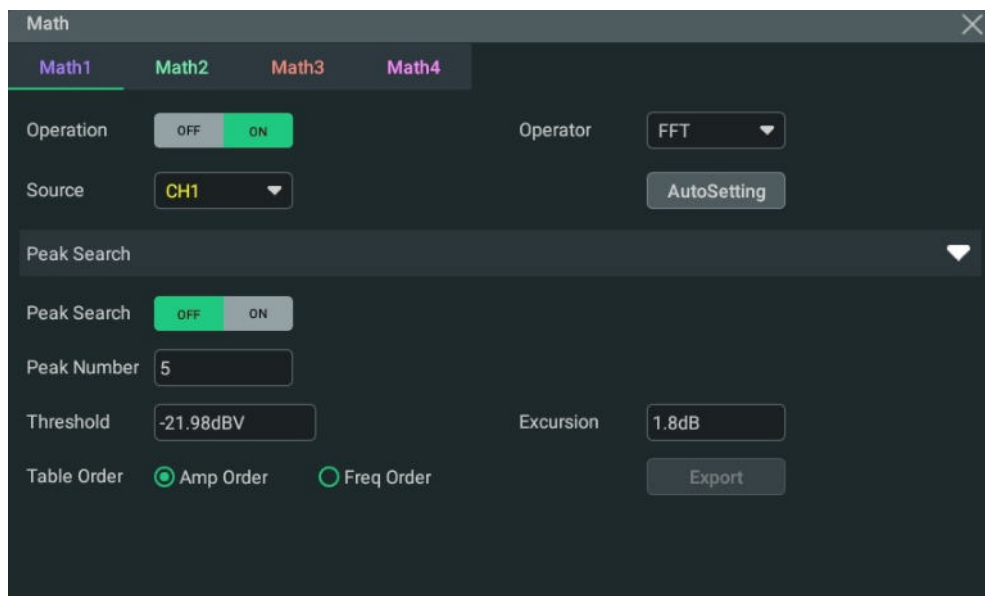 Math
Math1 Math2 Math3 Math4
Operation OFF ON Operator FFT
Source CH1 AutoSetting
Peak Search
Peak Search OFF ON
Peak Number 5
Threshold -21.98dBV Excursion 1.8dB
Table Order Amp Order Freq Order Export